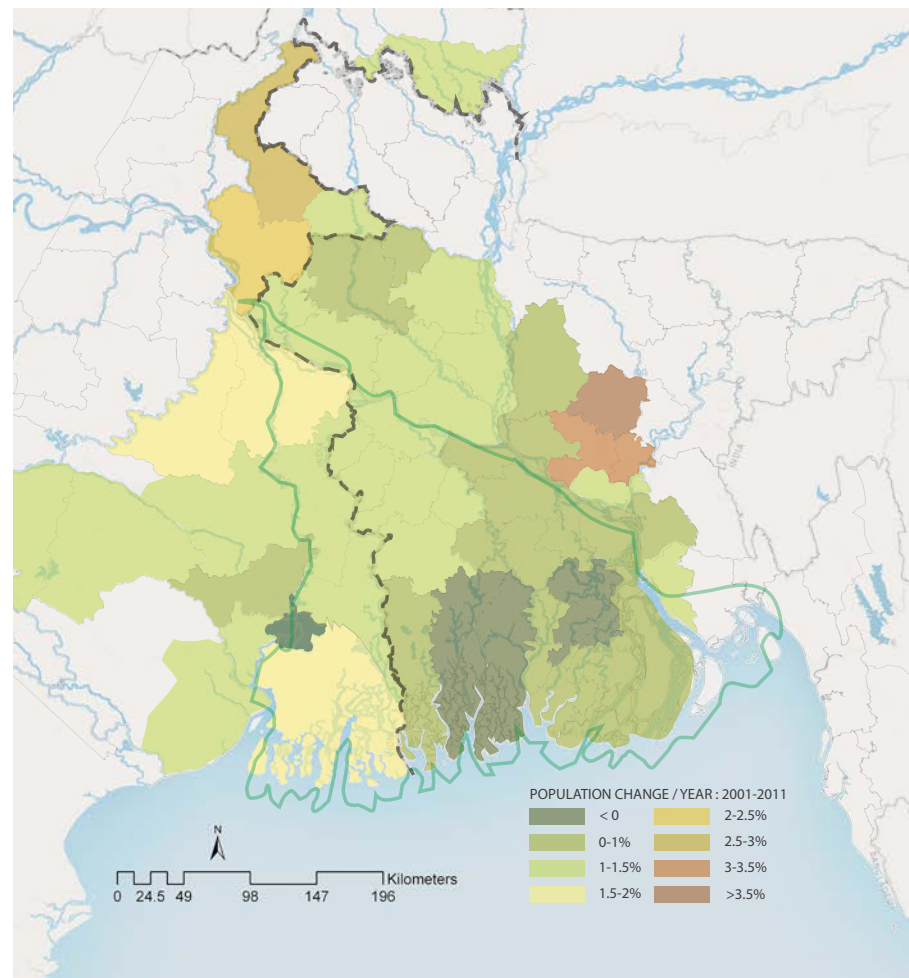 INDIA
POPULATION CHANGE / YEAR : 2001-2011
< 0
2-2.5%
0-1%
2.5-3%
1-1.5%
3-3.5%
1.5-2%
>3.5%
N
Kilometers
0 24.5 49 98 147 196